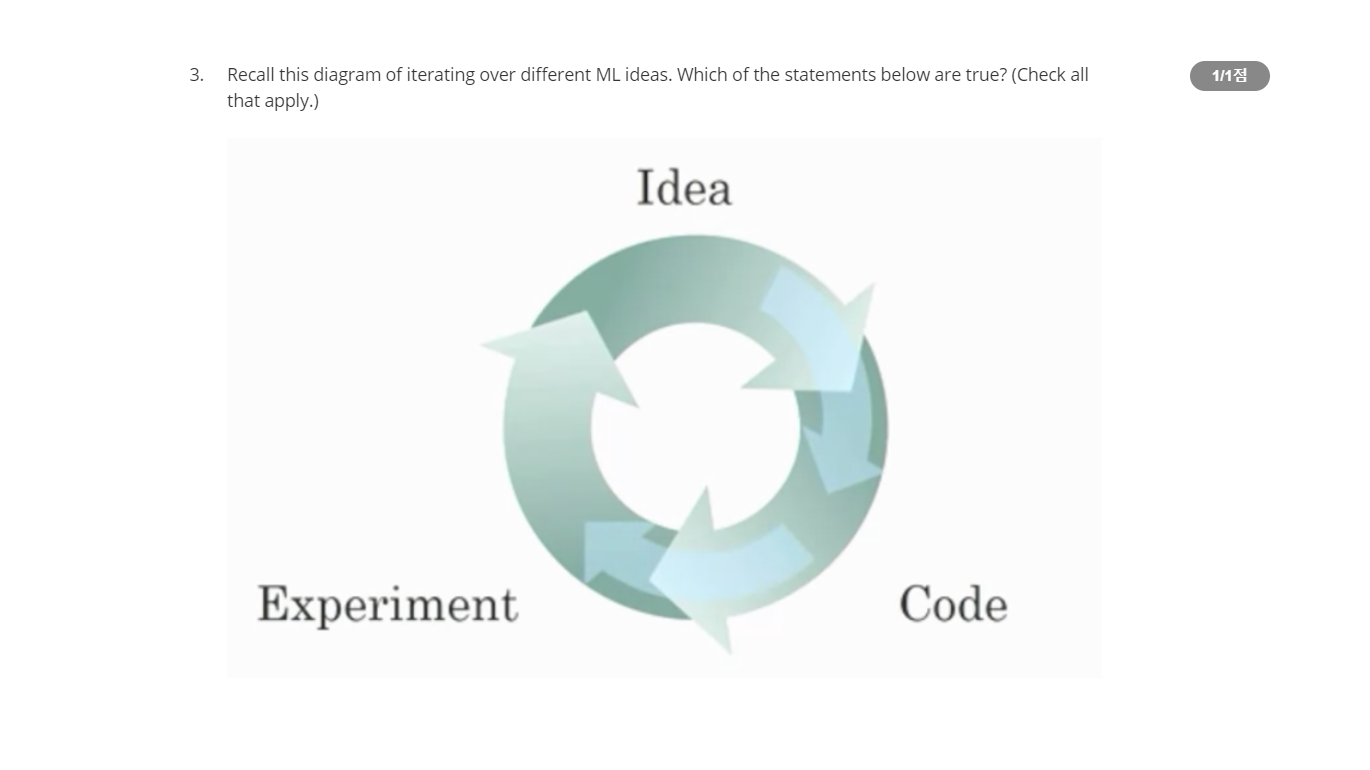 3. Recall this diagram of iterating over different ML ideas. Which of the statements below are true? (Check all
that apply.)
1/1점
Idea
Experiment
Code